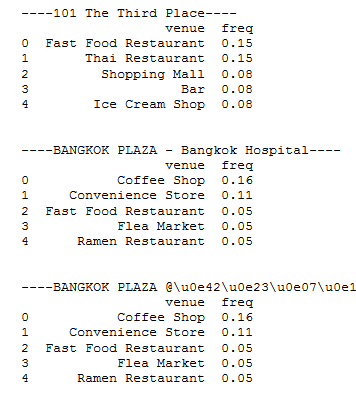 ----101 The Third Place----
venue freq
0 Fast Food Restaurant 0.15
1 Thai Restaurant 0.15
2 Shopping Mall 0.08
3 Bar 0.08
4 Ice Cream Shop 0.08
----BANGKOK PLAZA - Bangkok Hospital----
venue freq
0 Coffee Shop 0.16
1 Convenience Store 0.11
2 Fast Food Restaurant 0.05
3 Flea Market 0.05
4 Ramen Restaurant 0.05
----BANGKOK PLAZA @\u0e42\u0e23\u0e07\u0e1
venue freq
0 Coffee Shop 0.16
1 Convenience Store 0.11
2 Fast Food Restaurant 0.05
3 Flea Market 0.05
4 Ramen Restaurant 0.05